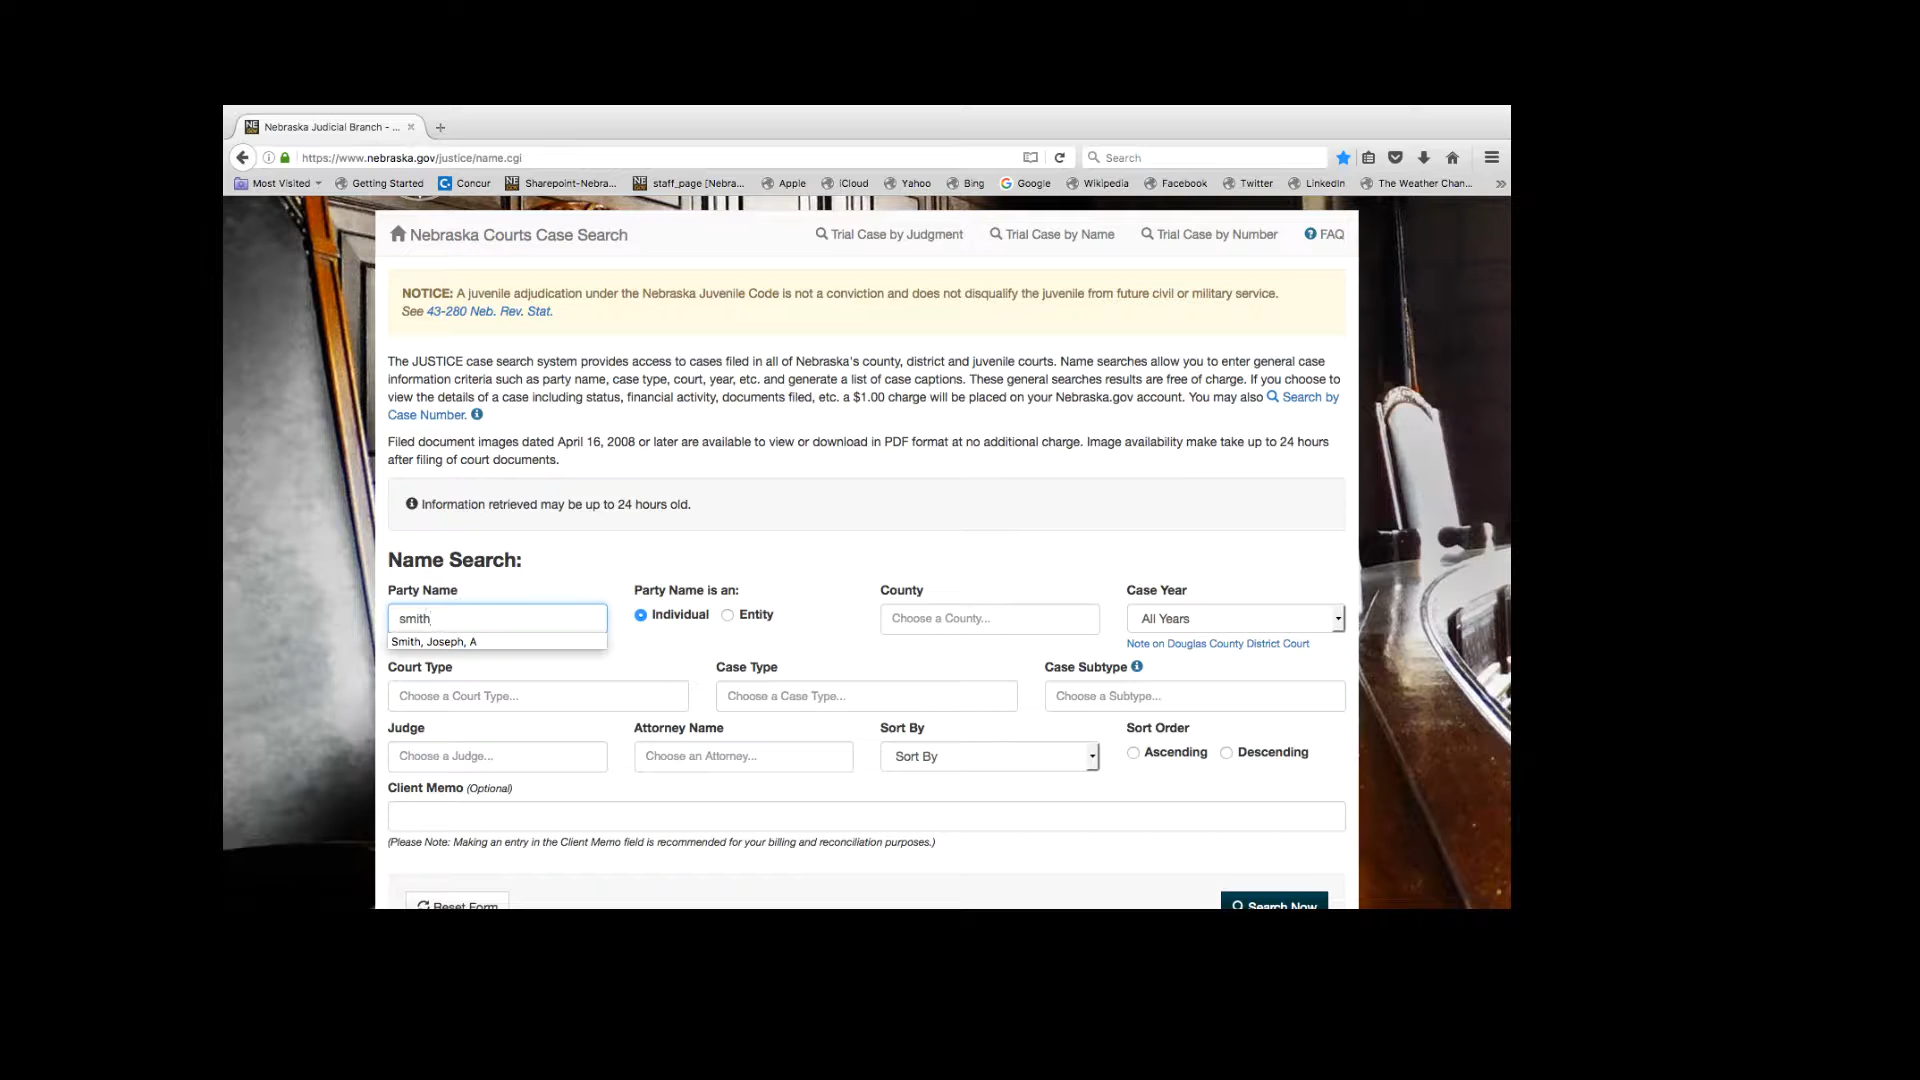 Nebraska Judicial Branch - ...
https://www.nebraska.gov/justice/name.cgi
Search
Most Visited Getting Started Concur Sharepoint-Nebra... staff_page [Nebra... Apple iCloud Yahoo Bing Google Wikipedia Facebook Twitter LinkedIn The Weather Chan...
Nebraska Courts Case Search Trial Case by Judgment Trial Case by Name Trial Case by Number FAQ
NOTICE: A juvenile adjudication under the Nebraska Juvenile Code is not a conviction and does not disqualify the juvenile from future civil or military service.
See 43-280 Neb. Rev. Stat.
The JUSTICE case search system provides access to cases filed in all of Nebraska's county, district and juvenile courts. Name searches allow you to enter general case
information criteria such as party name, case type, court, year, etc. and generate a list of case captions. These general searches results are free of charge. If you choose to
view the details of a case including status, financial activity, documents filed, etc. a $1.00 charge will be placed on your Nebraska.gov account. You may also Search by
Case Number.
Filed document images dated April 16, 2008 or later are available to view or download in PDF format at no additional charge. Image availability make take up to 24 hours
after filing of court documents.
Information retrieved may be up to 24 hours old.
Name Search:
Party Name Party Name is an: County Case Year
smith Individual Entity Choose a County... All Years
Smith, Joseph, A Note on Douglas County District Court
Court Type Case Type Case Subtype
Choose a Court Type... Choose a Case Type... Choose a Subtype...
Judge Attorney Name Sort By Sort Order
Choose a Judge... Choose an Attorney... Sort By Ascending Descending
Client Memo (Optional)
(Please Note: Making an entry in the Client Memo field is recommended for your billing and reconciliation purposes.)
Reset Form Search Now